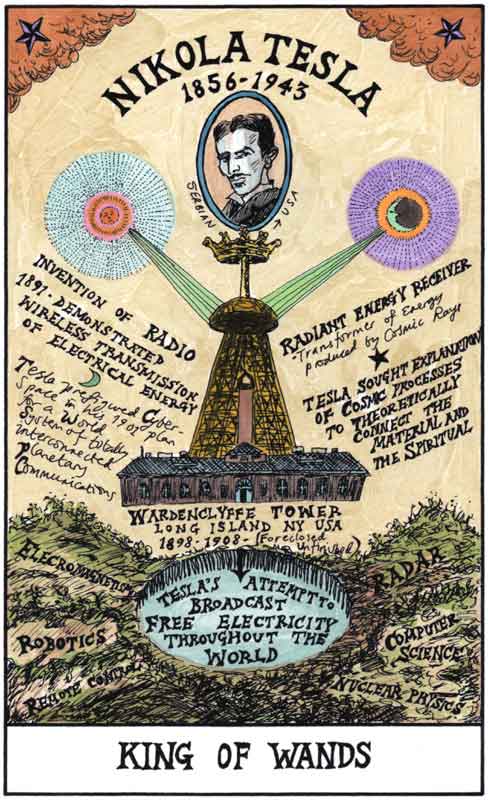 NIKOLA TESLA
1856-1943
SERBIAN → USA
INVENTION OF RADIO
1891-DEMONSTRATED
WIRELESS TRANSMISSION
OF ELECTRICAL ENERGY
Tesla prefigured Cyber
Space in his 1901 plan
for a World
System of totally
interconnected
Planetary
Communications
RADIANT ENERGY RECEIVER
"Transformer of Energy
produced by Cosmic Rays
TESLA SOUGHT EXPLANATION
OF COSMIC PROCESSES
TO THEORETICALLY
CONNECT THE
MATERIAL AND
THE SPIRITUAL
WARDENCLYFFE TOWER
LONG ISLAND NY USA
1898-1908-(Foreclosed
Unfinished)
ELECROMAGNETISM
ROBOTICS
REMOTE CONTROL
TESLA'S ATTEMPT TO
BROADCAST
FREE ELECTRICITY
THROUGHOUT THE
WORLD
RADAR
COMPUTER
SCIENCE
NUCLEAR PHYSICS
KING OF WANDS